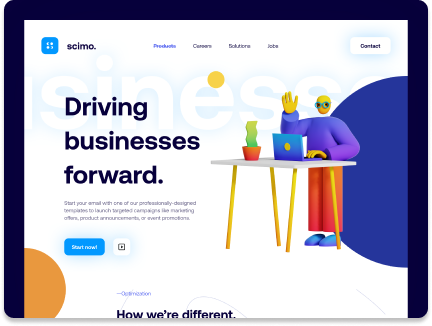 scimo.
Products
Careers
Solutions
Jobs
Contact
businesses
Driving
businesses
forward.
Start your email with one of our professionally-designed
templates to launch targeted campaigns like marketing
offers, product announcements, or event promotions.
Start now!
—Optimization
How we're different.